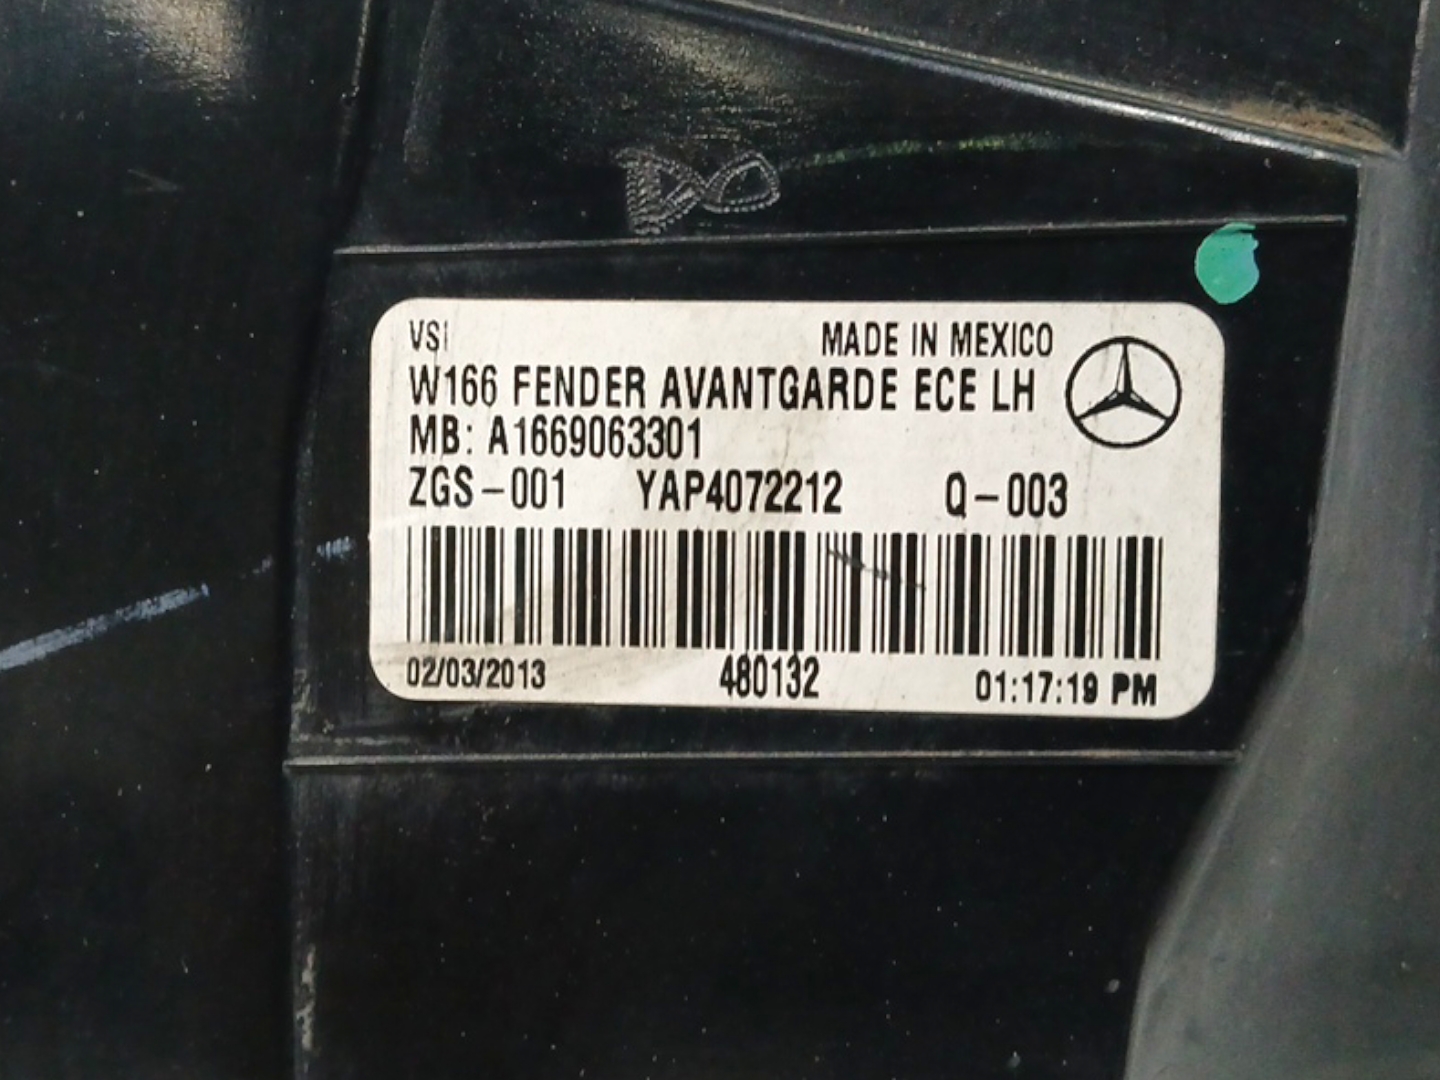 VSI MADE IN MEXICO
W166 FENDER AVANTGARDE ECE LH
MB: A1669063301
ZGS-001 YAP4072212 Q-003
02/03/2013 480132 01:17:19 PM